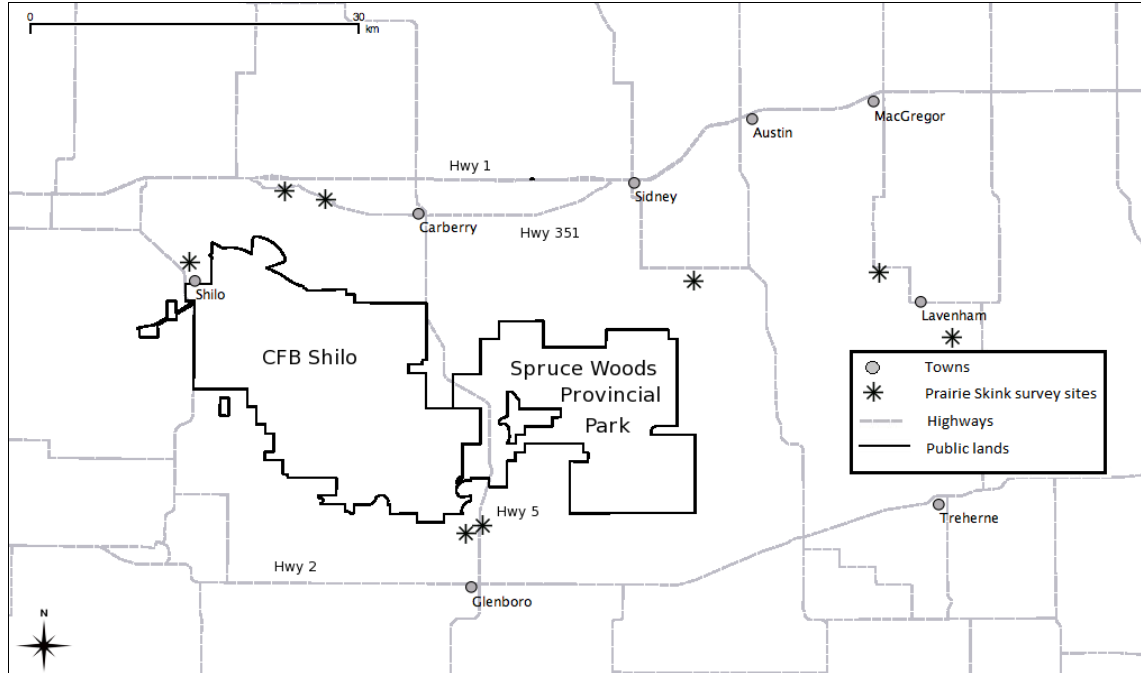 0 30
km
MacGregor
Austin
Hwy 1
Sidney
Carberry
Hwy 351
Shilo
Lavenham
CFB Shilo
Spruce Woods
Provincial
Park
Towns
Prairie Skink survey sites
Highways
Public lands
Hwy 5
Treherne
Hwy 2
Glenboro
N